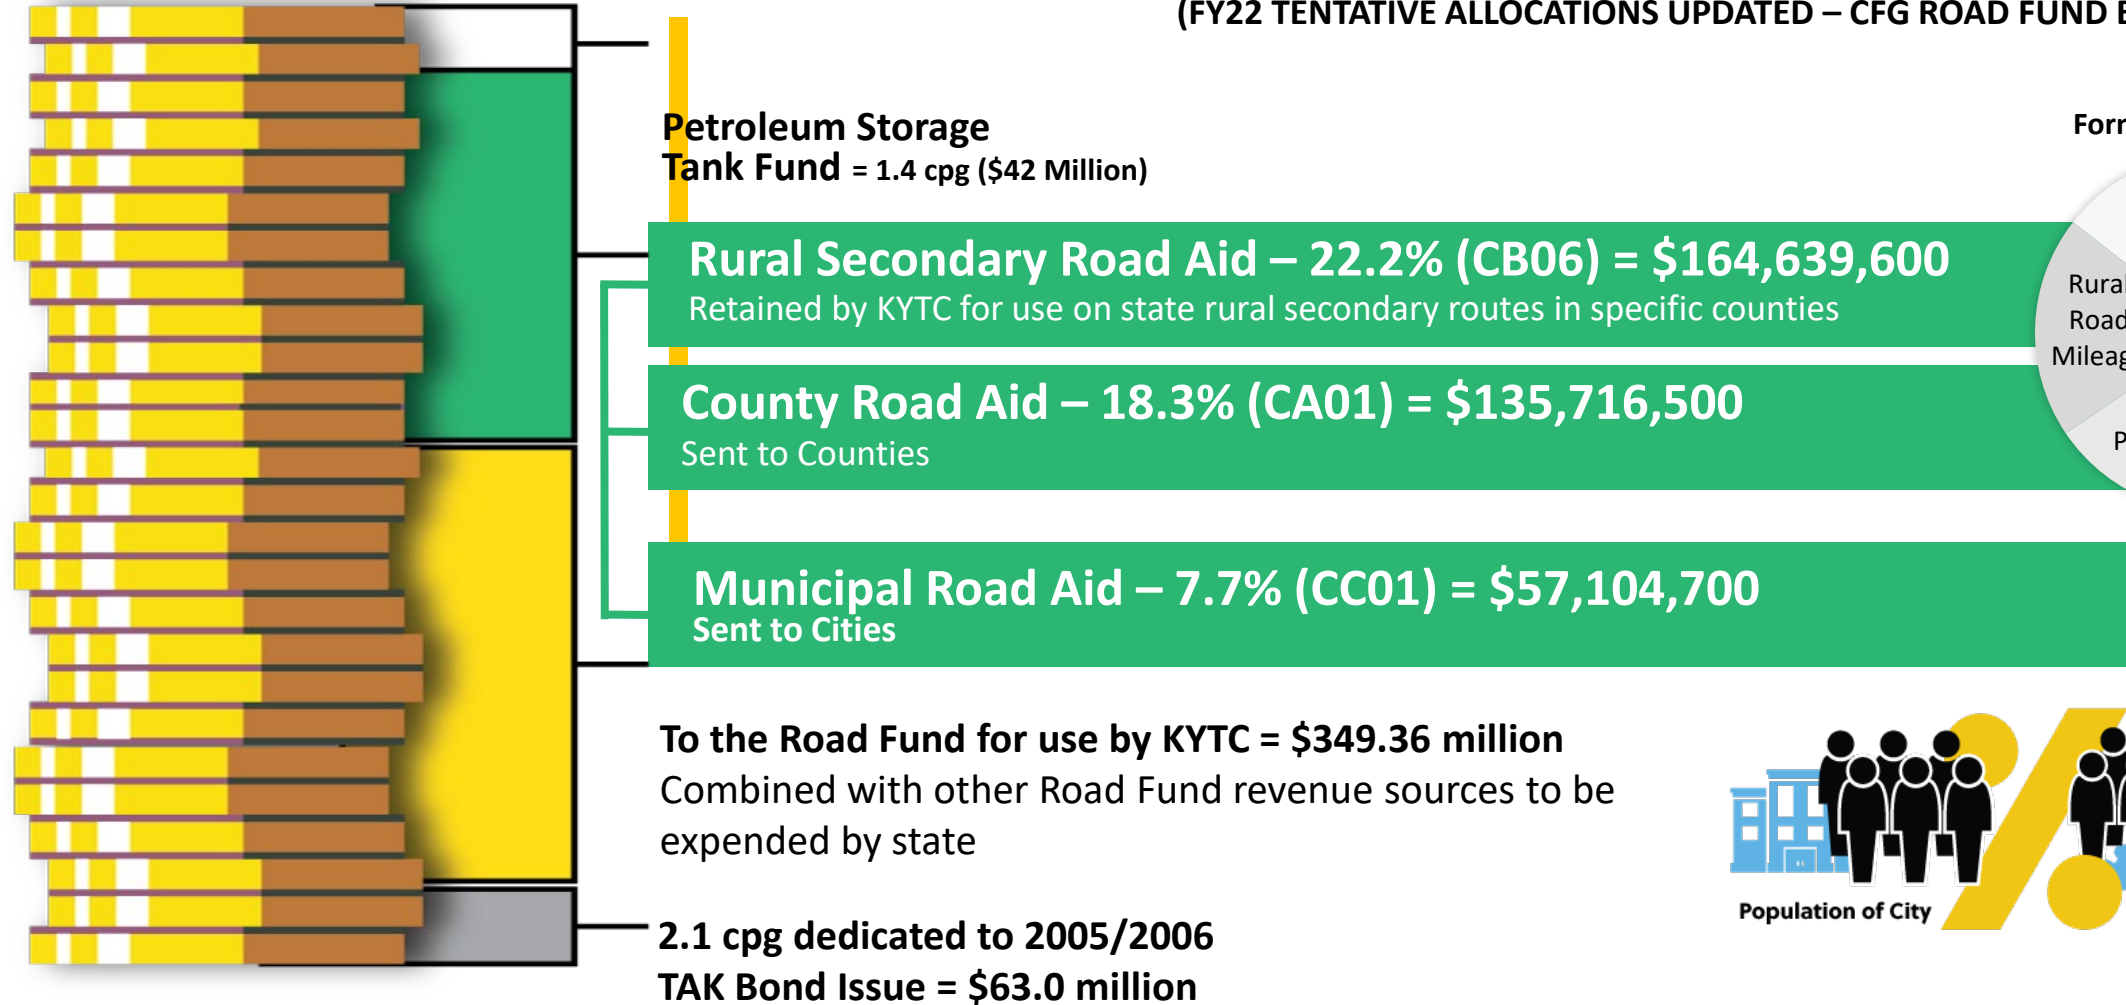 (FY22 TENTATIVE ALLOCATIONS UPDATED – CFG ROAD FUND
Petroleum Storage
Tank Fund = 1.4 cpg ($42 Million)
Rural Secondary Road Aid – 22.2% (CB06) = $164,639,600
Retained by KYTC for use on state rural secondary routes in specific counties
Rural
Road
County Road Aid – 18.3% (CA01) = $135,716,500
Sent to Counties
Municipal Road Aid – 7.7% (CC01) = $57,104,700
Sent to Cities
To the Road Fund for use by KYTC = $349.36 million
Combined with other Road Fund revenue sources to be
expended by state
Population of City
2.1 cpg dedicated to 2005/2006
TAK Bond Issue = $63.0 million